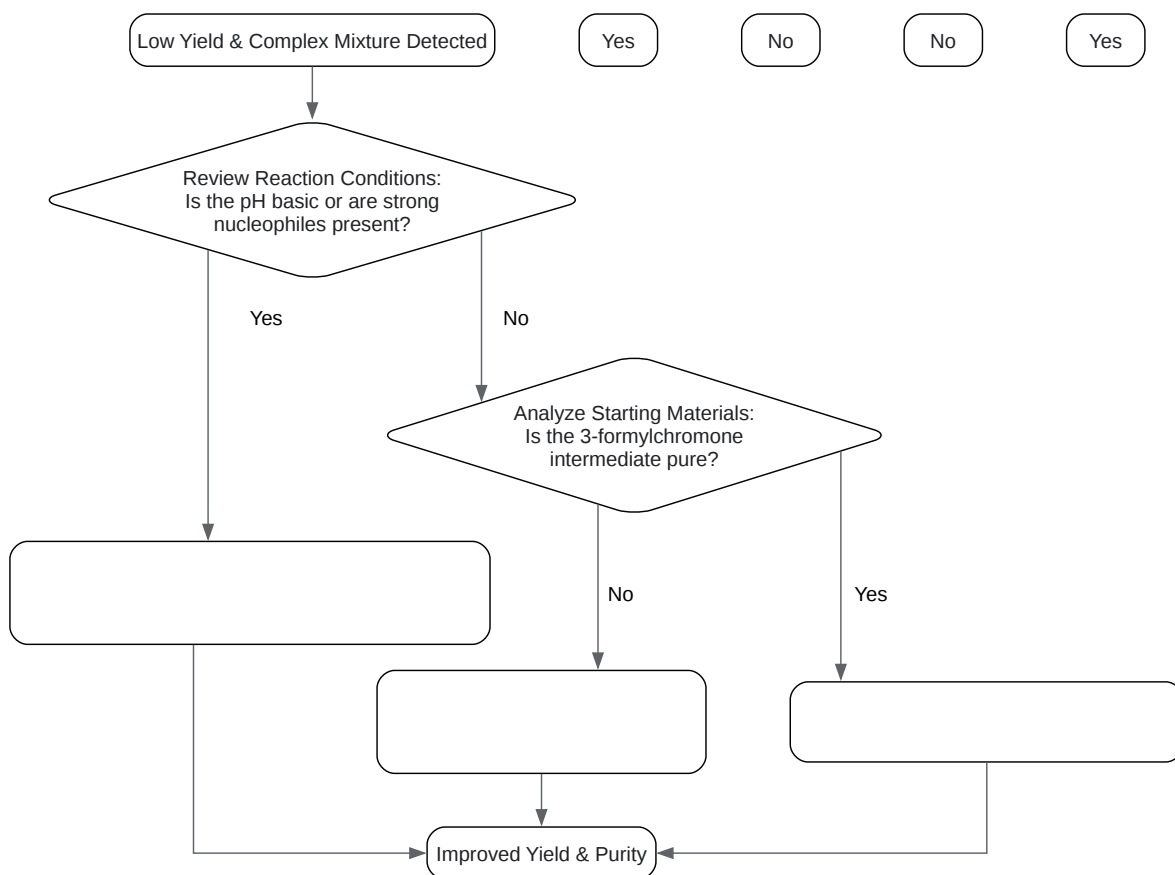 Low Yield & Complex Mixture Detected
Yes
No
No
Yes
Review Reaction Conditions:
Is the pH basic or are strong
nucleophiles present?
Yes
No
Analyze Starting Materials:
Is the 3-formylchromone
intermediate pure?
No
Yes
Improved Yield & Purity